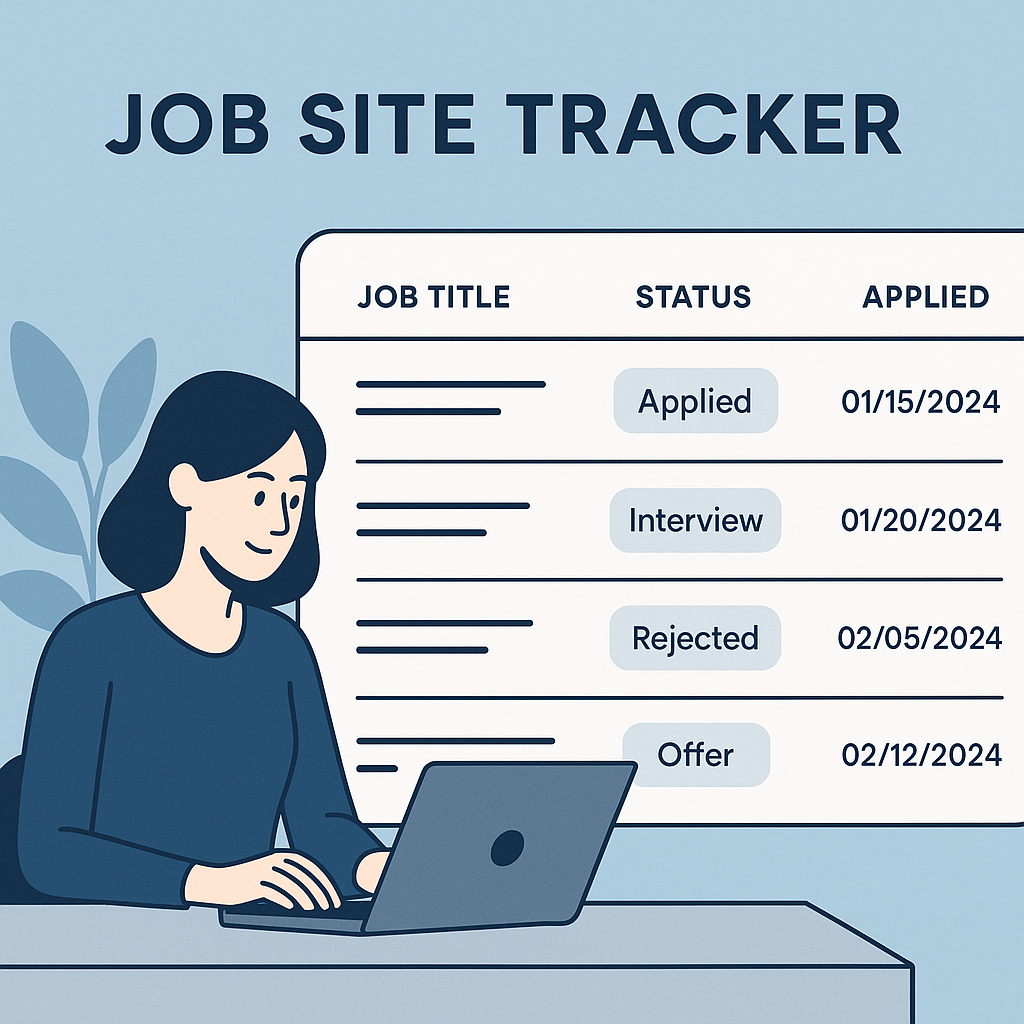 JOB SITE TRACKER
JOB TITLE STATUS APPLIED
Applied 01/15/2024
Interview 01/20/2024
Rejected 02/05/2024
Offer 02/12/2024